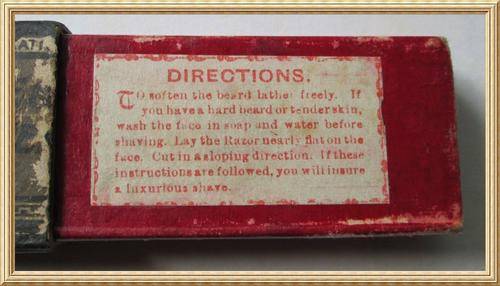 DIRECTIONS.
To soften the beard lather freely. If
you have a hard beard or tender skin,
wash the face in soap and water before
shaving. Lay the Razor nearly flat on the
face. Cut in a sloping direction. If these
instructions are followed, you will insure
a luxurious shave.